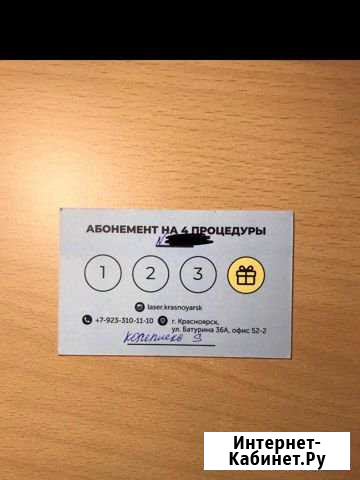 АБОНЕМЕНТ НА 4 ПРОЦЕДУРЫ
№
1 2 3
laser.krasnoyarsk
+7-923-310-11-10 г. Красноярск,
ул. Батурина 36А, офис 52-2
Интернет-
Кабинет.Ру